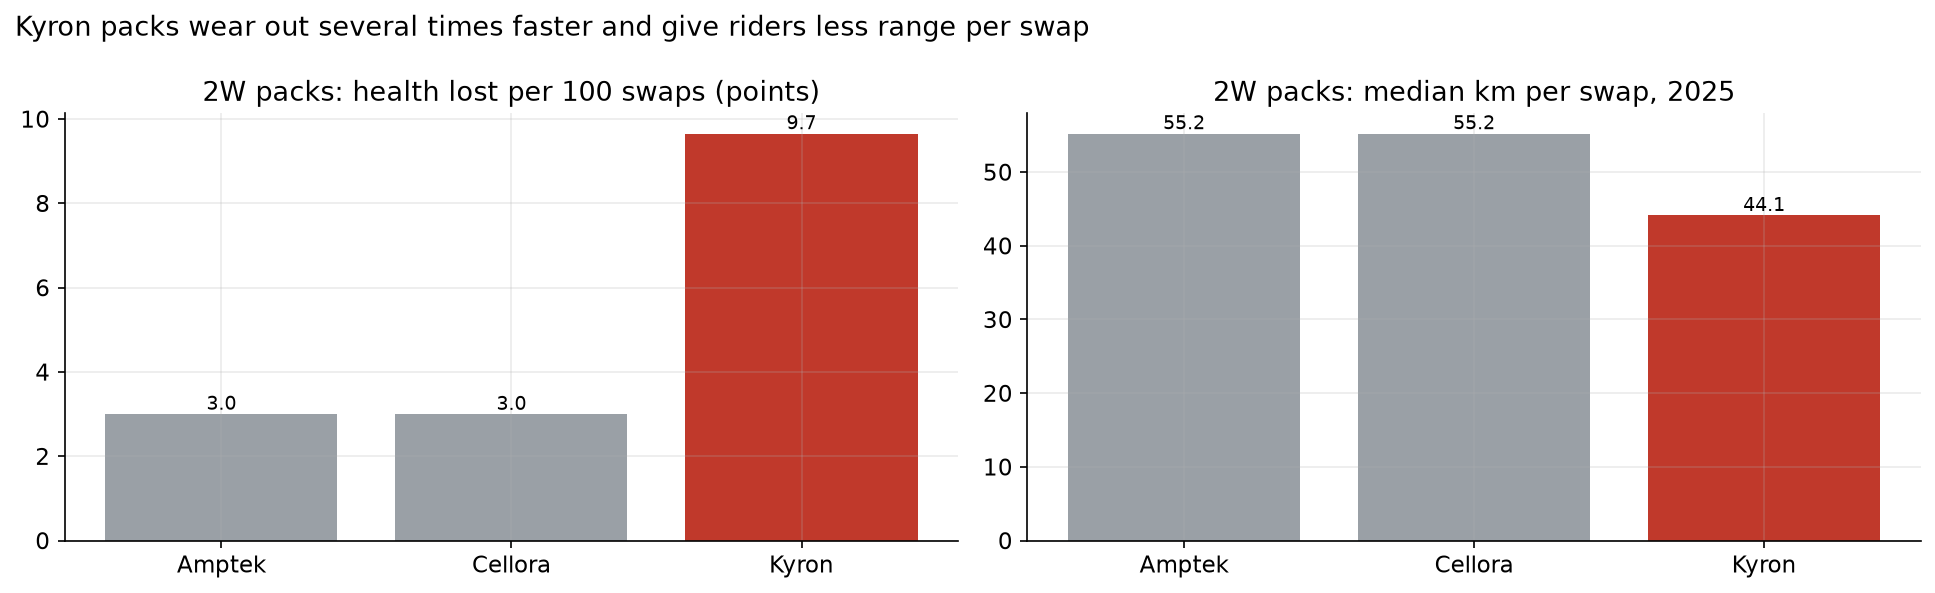 Kyron packs wear out several times faster and give riders less range per swap
2W packs: health lost per 100 swaps (points)
10
8
6
4
2
0
3.0
3.0
9.7
Amptek
Cellora
Kyron
2W packs: median km per swap, 2025
50
40
30
20
10
0
55.2
55.2
44.1
Amptek
Cellora
Kyron